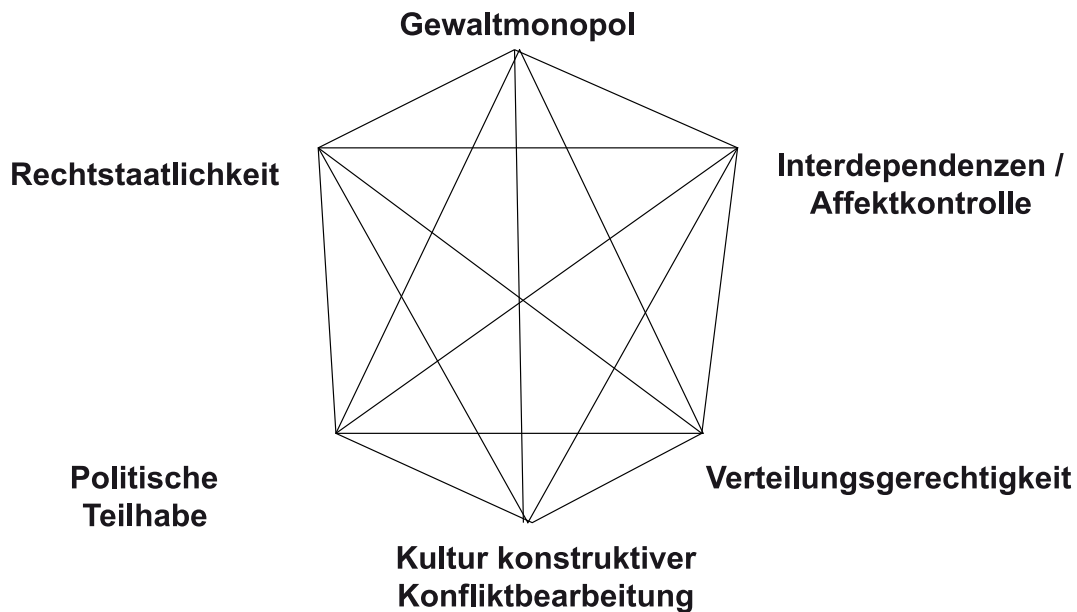 Gewaltmonopol
Rechtstaatlichkeit
Interdependenzen /
Affektkontrolle
Politische
Teilhabe
Verteilungsgerechtigkeit
Kultur konstruktiver
Konfliktbearbeitung